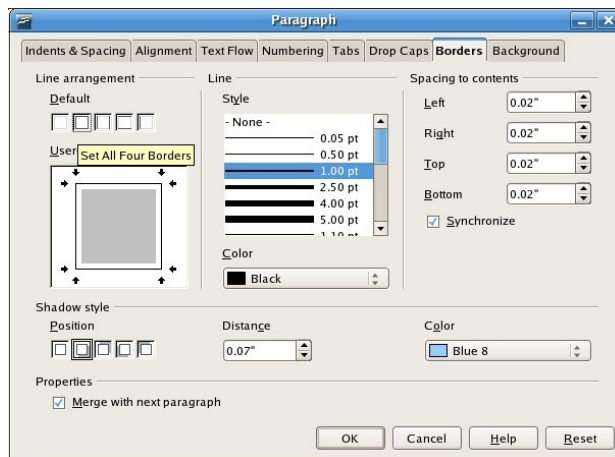 Paragraph
Indents & Spacing Alignment Text Flow Numbering Tabs Drop Caps Borders Background
Line arrangement
Default
User
Set All Four Borders
Line
Style
- None -
0.05 pt
0.50 pt
1.00 pt
2.50 pt
4.00 pt
5.00 pt
1.10 pt
Color
Black
Spacing to contents
Left 0.02"
Right 0.02"
Top 0.02"
Bottom 0.02"
Synchronize
Shadow style
Position
Distance
0.07"
Color
Blue 8
Properties
Merge with next paragraph
OK Cancel Help Reset